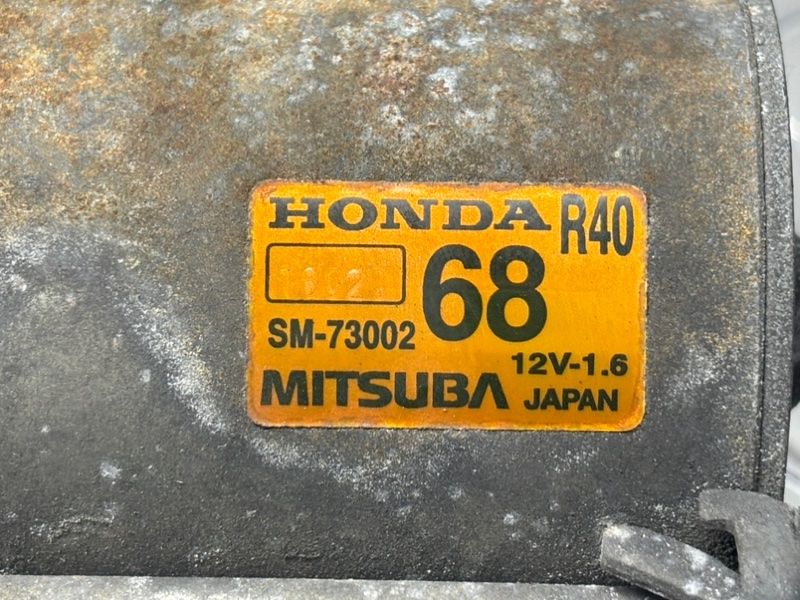 HONDA R40
68
SM-73002
12V-1.6
MITSUBA JAPAN